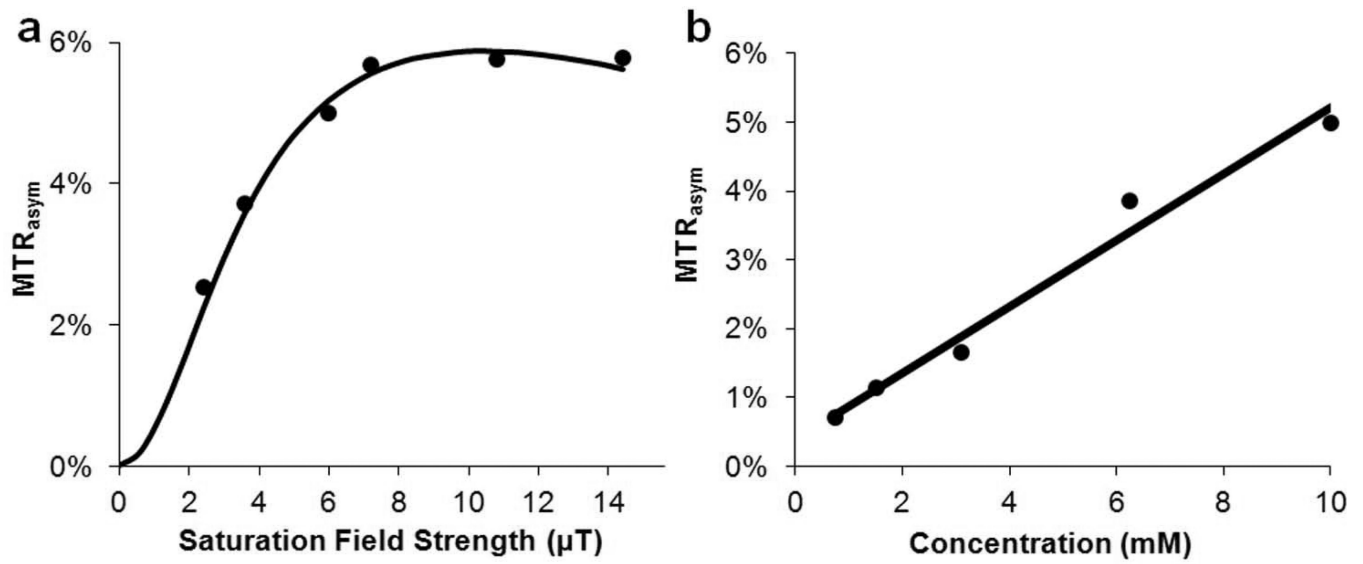 a
6%
4%
2%
0%
MTRasym
0 2 4 6 8 10 12 14
Saturation Field Strength (µT)
b
6%
5%
4%
3%
2%
1%
0%
MTRasym
0 2 4 6 8 10
Concentration (mM)